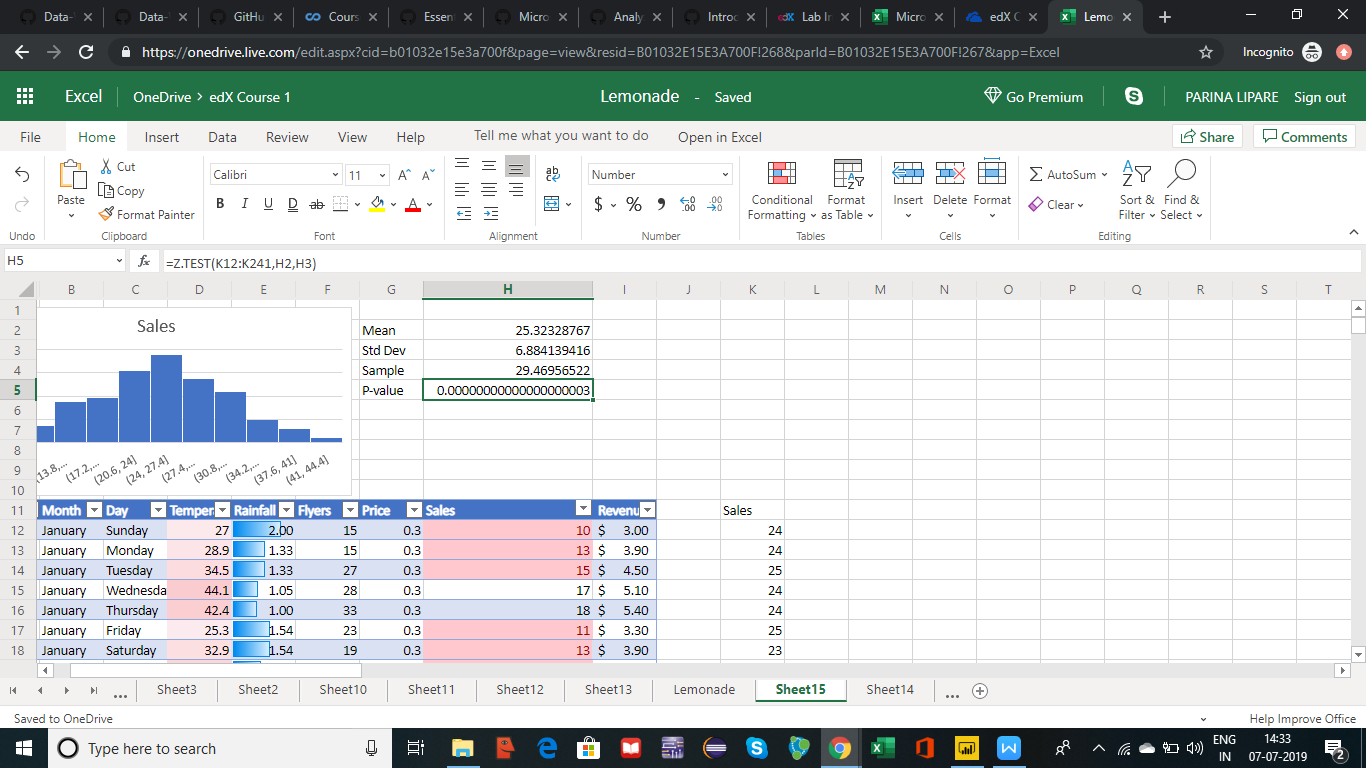 Data- Data- GitHu Cours Essen Micro Analy Introc edX Lab In Micro edX C Lemo
https://onedrive.live.com/edit.aspx?cid=b01032e15e3a700f&page=view&resid=B01032E15E3A700F!268&parId=B01032E15E3A700F!267&app=Excel Incognito
Excel OneDrive > edX Course 1 Lemonade - Saved Go Premium PARINA LIPARE Sign out
File Home Insert Data Review View Help Tell me what you want to do Open in Excel Share Comments
Paste Cut Copy Format Painter Calibri 11 A A B I U D ab A ab Number $ % Conditional Formatting Format as Table Insert Delete Format AutoSum Clear Sort & Filter Find & Select
Undo Clipboard Font Alignment Number Tables Cells Editing
H5 fx =Z.TEST(K12:K241,H2,H3)
B C D E F G H I J K L M N O P Q R S T
1 Sales
2 Mean 25.32328767
3 Std Dev 6.884139416
4 Sample 29.46956522
5 P-value 0.00000000000000000003
6
7
8
9
10
(13.8,... (17.2,... (20.6, 24] (24, 27.4] (27.4,... (30.8,... (34.2,... (37.6, 41] (41, 44.4]
11 Month Day Temper Rainfall Flyers Price Sales Revenu Sales
12 January Sunday 27 2.00 15 0.3 10 $ 3.00 24
13 January Monday 28.9 1.33 15 0.3 13 $ 3.90 24
14 January Tuesday 34.5 1.33 27 0.3 15 $ 4.50 25
15 January Wednesda 44.1 1.05 28 0.3 17 $ 5.10 24
16 January Thursday 42.4 1.00 33 0.3 18 $ 5.40 24
17 January Friday 25.3 1.54 23 0.3 11 $ 3.30 25
18 January Saturday 32.9 1.54 19 0.3 13 $ 3.90 23
... Sheet3 Sheet2 Sheet10 Sheet11 Sheet12 Sheet13 Lemonade Sheet15 Sheet14 ...
Saved to OneDrive Help Improve Office
Type here to search ENG IN 14:33 07-07-2019 2